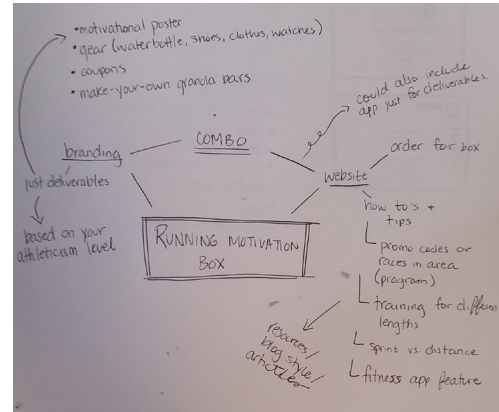 •motivational poster
•gear (waterbottle, shoes, clothes, watches)
•coupons
•make-your-own granola bars
could also include
app just for deliverables.
COMBO
branding
order for box
website
just deliverables
how to's +
tips
based on your
athleticism level
RUNNING MOTIVATION
BOX
promo codes or
races in area
(program)
training for differen
lengths
resources/
blog style/
articles
sprint vs. distance
fitness app feature